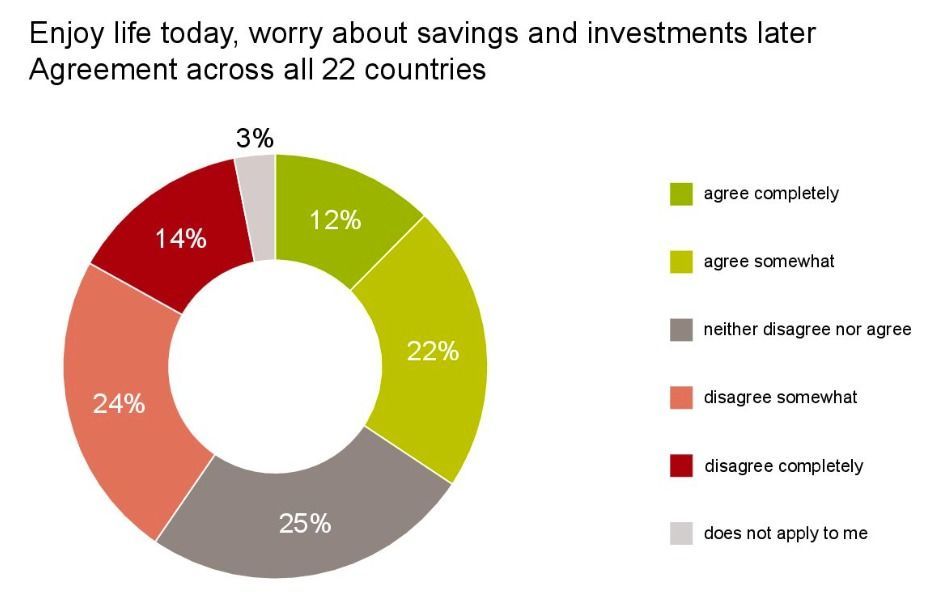 Enjoy life today, worry about savings and investments later
Agreement across all 22 countries
3%
12%
14%
22%
24%
25%
agree completely
agree somewhat
neither disagree nor agree
disagree somewhat
disagree completely
does not apply to me